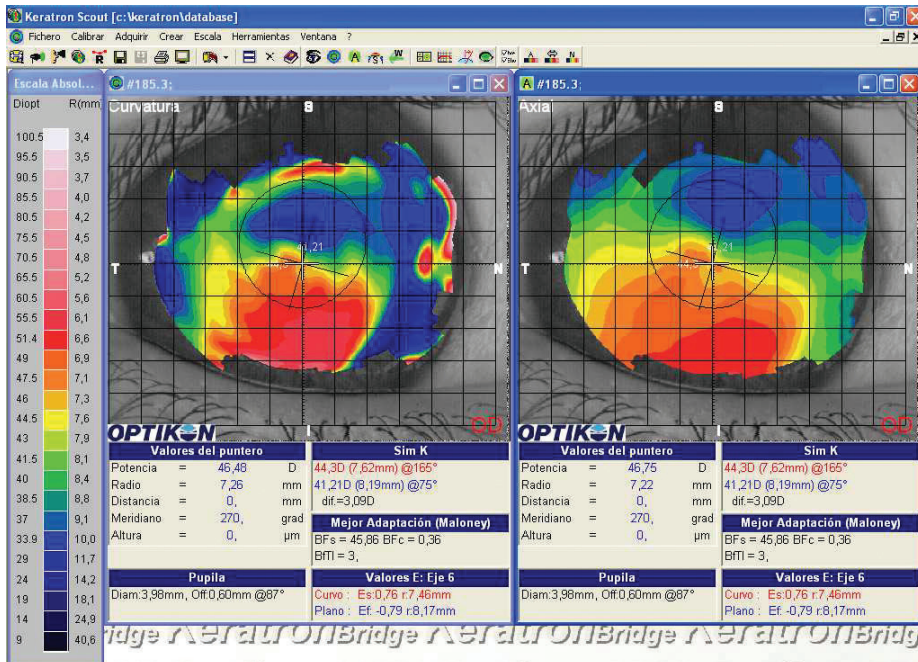 Keratron Scout [c:\keratron\database]
Fichero Calibrar Adquirir Crear Escala Herramientas Ventana ?
Escala Absol...
Diopt R(mm)
100.5 3,4
95.5 3,5
90.5 3,7
85.5 4,0
80.5 4,2
75.5 4,5
70.5 4,8
65.5 5,2
60.5 5,6
55.5 6,1
51.4 6,6
49 6,9
47.5 7,1
46 7,3
44.5 7,6
43 7,9
41.5 8,1
40 8,4
38.5 8,8
37 9,1
33.9 10,0
29 11,7
24 14,2
19 18,1
14 24,9
9 40,6
#185.3;
Curvatura
S
T
N
I
OD
OPTIKON
Valores del puntero
Potencia = 46,48 D
Radio = 7,26 mm
Distancia = 0, mm
Meridiano = 270, grad
Altura = 0, µm
Pupila
Diam:3,98mm, Off:0,60mm @87°
Sim K
44,3D (7,62mm) @165°
41,21D (8,19mm) @75°
dif.=3,09D
Mejor Adaptación (Maloney)
BFs = 45,86 BFc = 0,36
BfTl = 3,
Valores E: Eje 6
Curvo : Es:0,76 r:7,46mm
Plano : Ef: -0,79 r:8,17mm
#185.3;
Axial
S
T
N
I
OD
OPTIKON
Valores del puntero
Potencia = 46,75 D
Radio = 7,22 mm
Distancia = 0, mm
Meridiano = 270, grad
Altura = 0, µm
Pupila
Diam:3,98mm, Off:0,60mm @87°
Sim K
44,3D (7,62mm) @165°
41,21D (8,19mm) @75°
dif.=3,09D
Mejor Adaptación (Maloney)
BFs = 45,86 BFc = 0,36
BfTl = 3,
Valores E: Eje 6
Curvo : Es:0,76 r:7,46mm
Plano : Ef: -0,79 r:8,17mm
ridge KeratronBridge KeratronBridge KeratronBridge